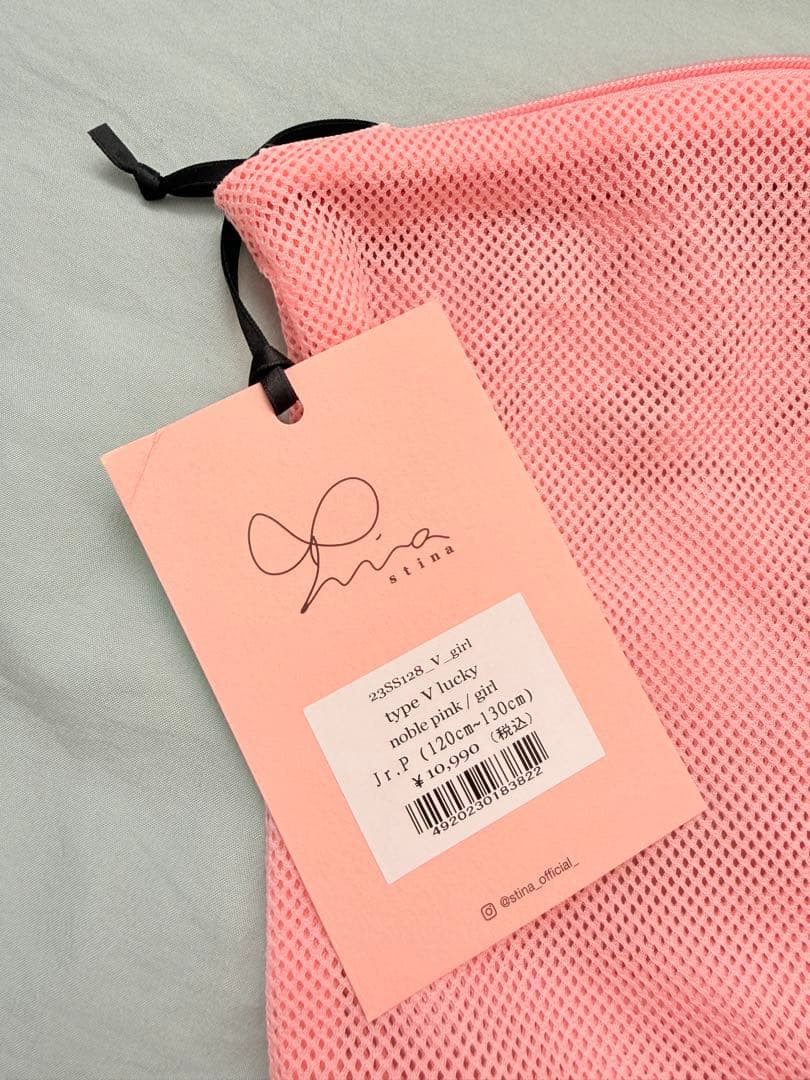 stina
23SS128_V_girl
type V lucky
noble pink / girl
Jr.P (120cm~130cm)
¥10,990 (税込)
4920230183822
@stina_official_